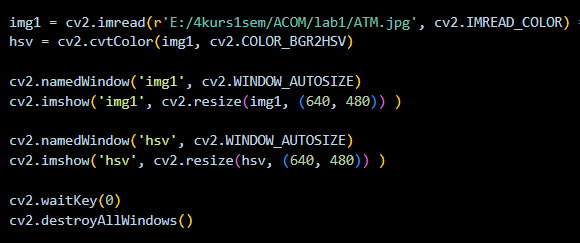 img1 = cv2.imread(r'E:/4kurs1sem/ACOM/lab1/ATM.jpg', cv2.IMREAD_COLOR)
hsv = cv2.cvtColor(img1, cv2.COLOR_BGR2HSV)
cv2.namedWindow('img1', cv2.WINDOW_AUTOSIZE)
cv2.imshow('img1', cv2.resize(img1, (640, 480)) )
cv2.namedWindow('hsv', cv2.WINDOW_AUTOSIZE)
cv2.imshow('hsv', cv2.resize(hsv, (640, 480)) )
cv2.waitKey(0)
cv2.destroyAllWindows()